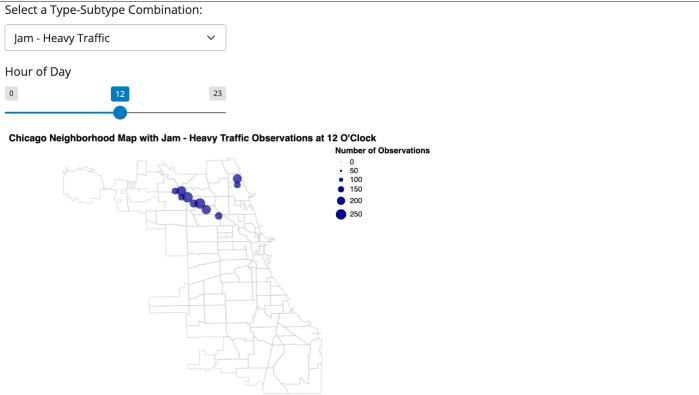 Select a Type-Subtype Combination:
Jam - Heavy Traffic
Hour of Day
0 12 23
Chicago Neighborhood Map with Jam - Heavy Traffic Observations at 12 O'Clock
Number of Observations
0
50
100
150
200
250